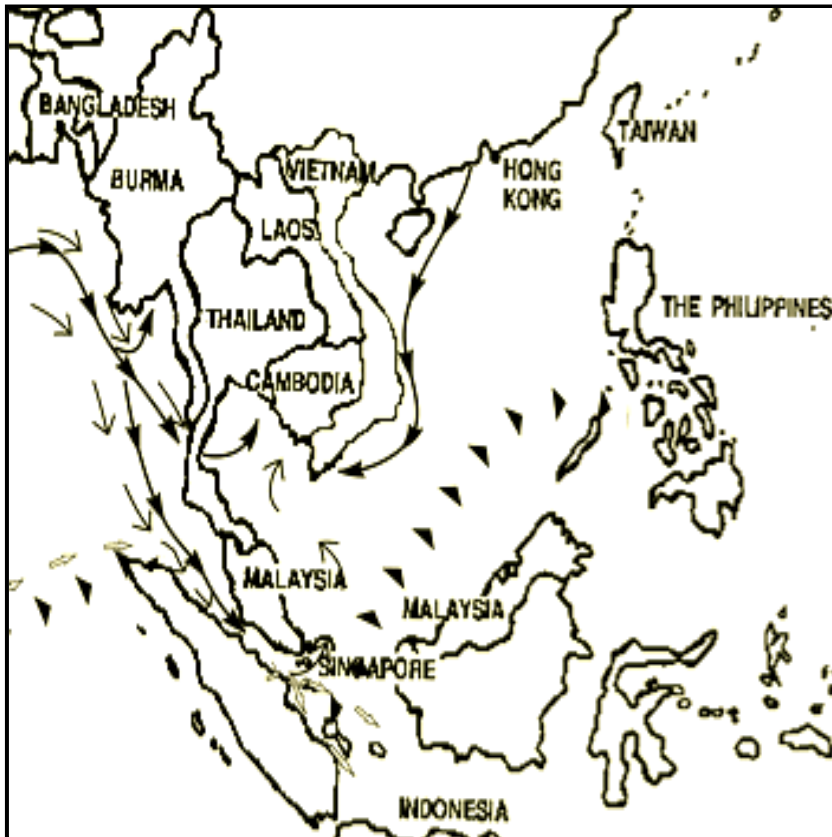 BANGLADESH
TAIWAN
BURMA
VIETNAM
HONG
KONG
LAOS
THE PHILIPPINES
THAILAND
CAMBODIA
MALAYSIA
MALAYSIA
SINGAPORE
INDONESIA